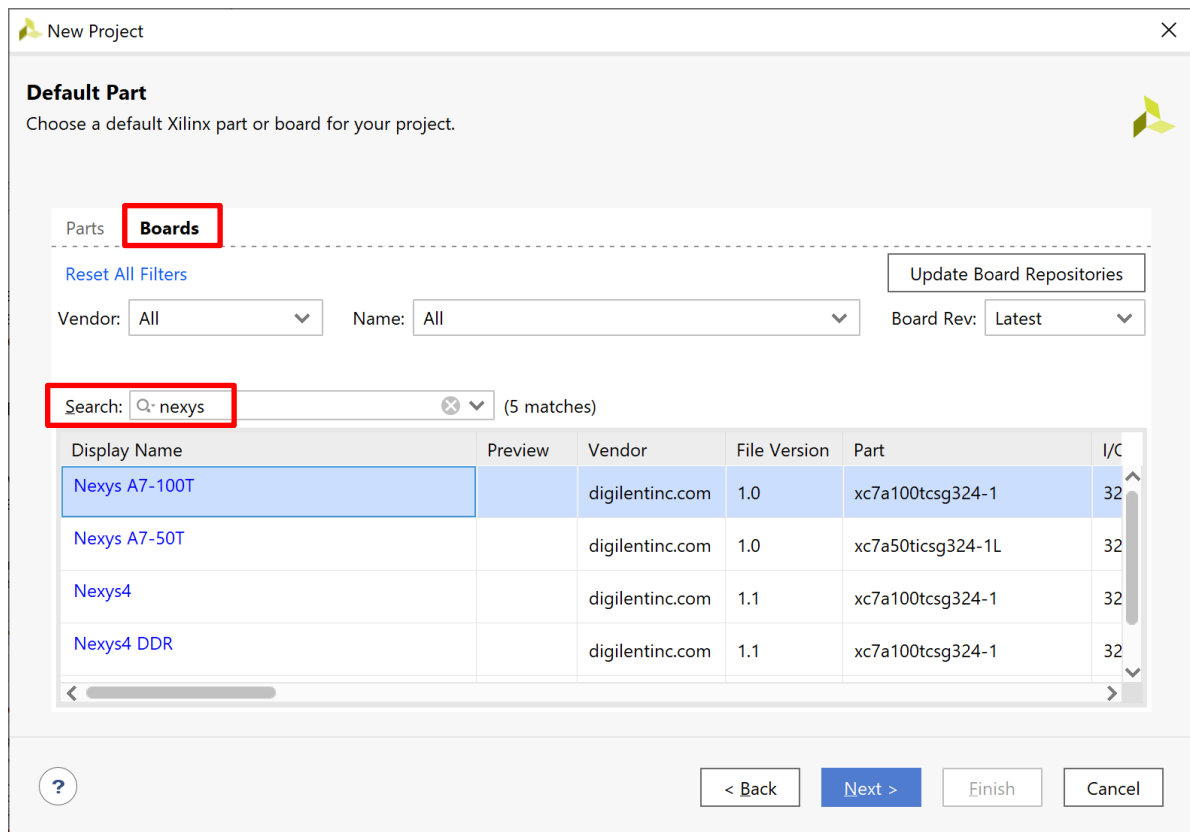 New Project
Default Part
Choose a default Xilinx part or board for your project.
Parts Boards
Reset All Filters Update Board Repositories
Vendor: All Name: All Board Rev: Latest
Search: nexys (5 matches)
Display Name Preview Vendor File Version Part I/O
Nexys A7-100T digilentinc.com 1.0 xc7a100tcsg324-1 32
Nexys A7-50T digilentinc.com 1.0 xc7a50ticsg324-1L 32
Nexys4 digilentinc.com 1.1 xc7a100tcsg324-1 32
Nexys4 DDR digilentinc.com 1.1 xc7a100tcsg324-1 32
? < Back Next > Finish Cancel